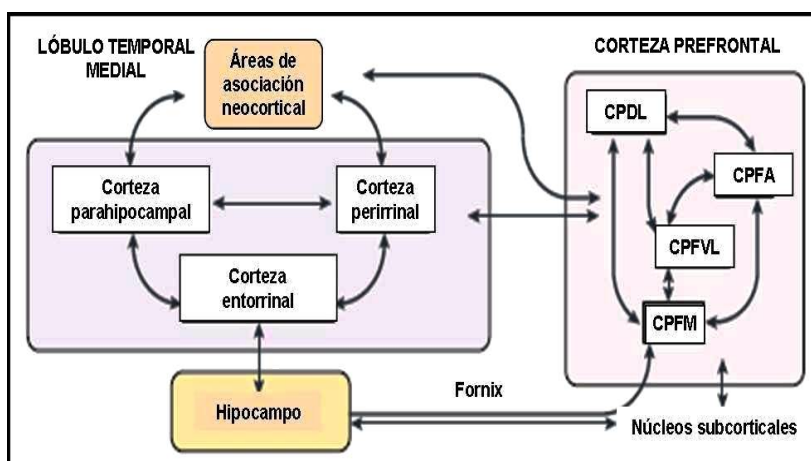 LÓBULO TEMPORAL
MEDIAL
Áreas de
asociación
neocortical
CORTEZA PREFRONTAL
CPDL
CPFA
CPFVL
CPFM
Corteza
parahipocampal
Corteza
perirrinal
Corteza
entorrinal
Hipocampo
Fornix
Núcleos subcorticales